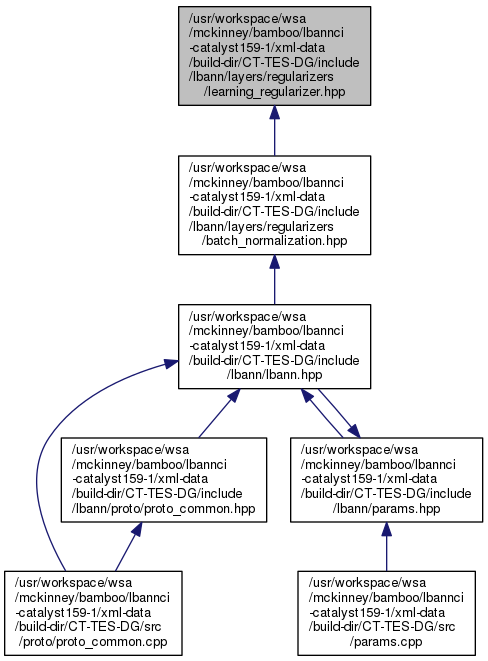 /usr/workspace/wsa
/mckinney/bamboo/lbannci
-catalyst159-1/xml-data
/build-dir/CT-TES-DG/include
/lbann/layers/regularizers
/learning_regularizer.hpp
/usr/workspace/wsa
/mckinney/bamboo/lbannci
-catalyst159-1/xml-data
/build-dir/CT-TES-DG/include
/lbann/layers/regularizers
/batch_normalization.hpp
/usr/workspace/wsa
/mckinney/bamboo/lbannci
-catalyst159-1/xml-data
/build-dir/CT-TES-DG/include
/lbann/lbann.hpp
/usr/workspace/wsa
/mckinney/bamboo/lbannci
-catalyst159-1/xml-data
/build-dir/CT-TES-DG/include
/lbann/proto/proto_common.hpp
/usr/workspace/wsa
/mckinney/bamboo/lbannci
-catalyst159-1/xml-data
/build-dir/CT-TES-DG/include
/lbann/params.hpp
/usr/workspace/wsa
/mckinney/bamboo/lbannci
-catalyst159-1/xml-data
/build-dir/CT-TES-DG/src
/proto/proto_common.cpp
/usr/workspace/wsa
/mckinney/bamboo/lbannci
-catalyst159-1/xml-data
/build-dir/CT-TES-DG/src
/params.cpp